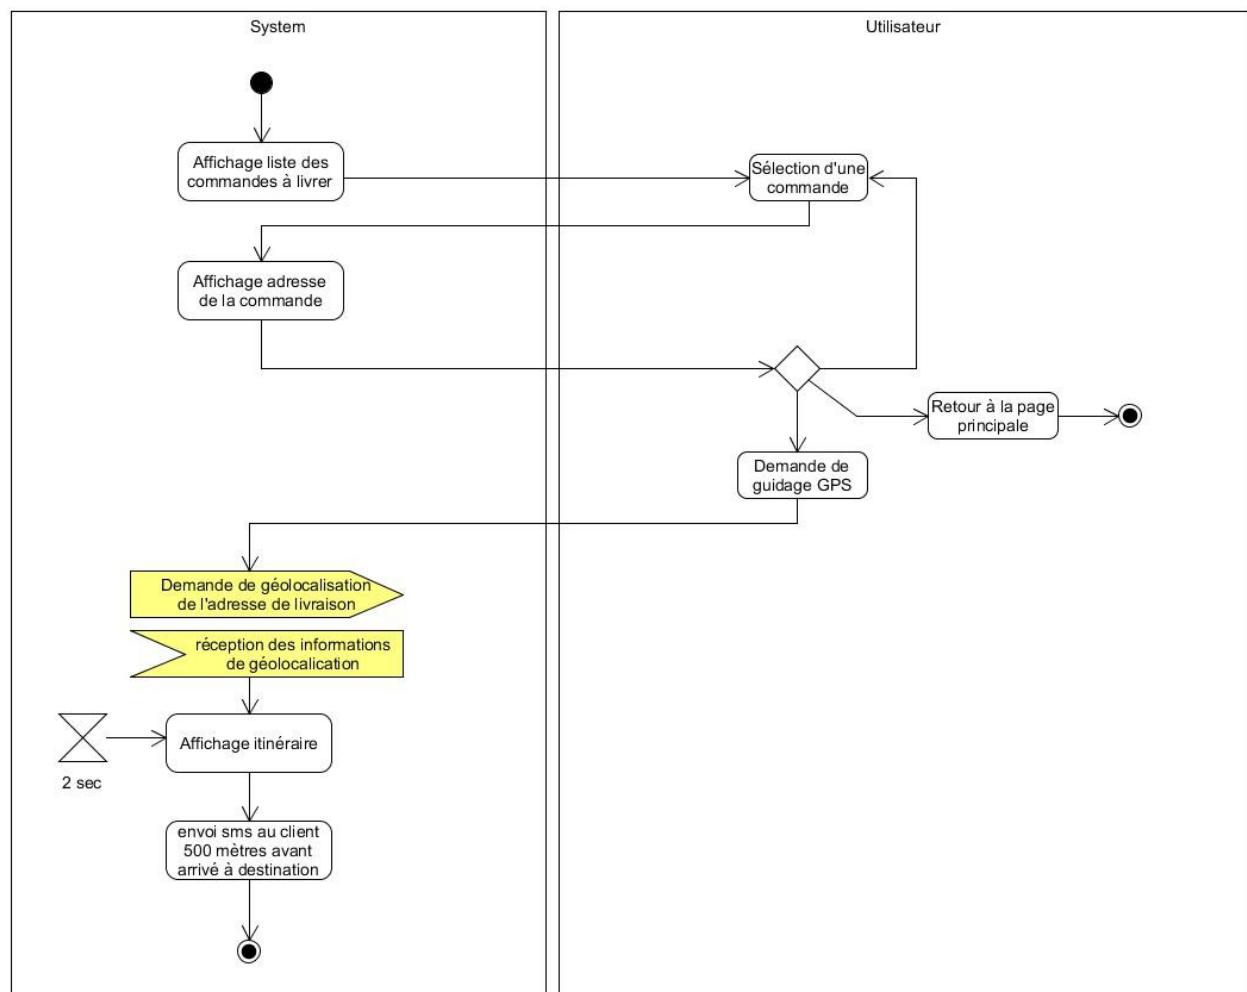 System
Utilisateur
Affichage liste des
commandes à livrer
Sélection d'une
commande
Affichage adresse
de la commande
Retour à la page
principale
Demande de
guidage GPS
Demande de géolocalisation
de l'adresse de livraison
réception des informations
de géolocalication
Affichage itinéraire
2 sec
envoi sms au client
500 mètres avant
arrivé à destination